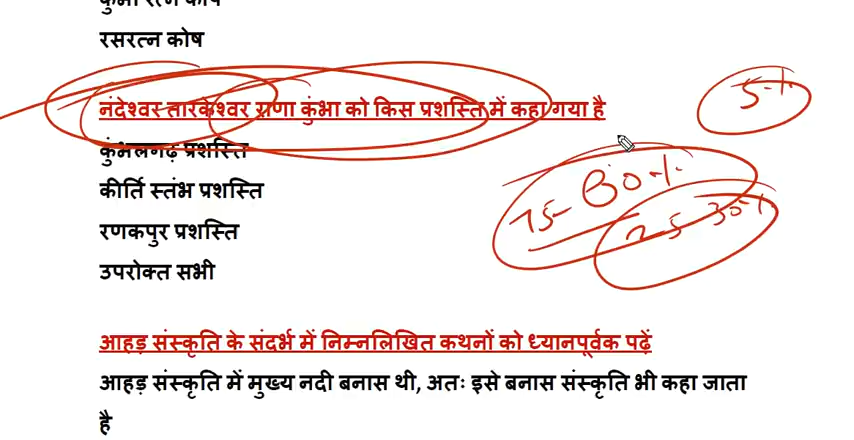 रसरत्न कोष
नंदेश्वर तारकेश्वर राणा कुंभा को किस प्रशस्ति में कहा गया है
5%
कुंभलगढ़ प्रशस्ति
कीर्ति स्तंभ प्रशस्ति
75-80%
रणकपुर प्रशस्ति
25-30%
उपरोक्त सभी
आहड़ संस्कृति के संदर्भ में निम्नलिखित कथनों को ध्यानपूर्वक पढ़ें
आहड़ संस्कृति में मुख्य नदी बनास थी, अतः इसे बनास संस्कृति भी कहा जाता
है